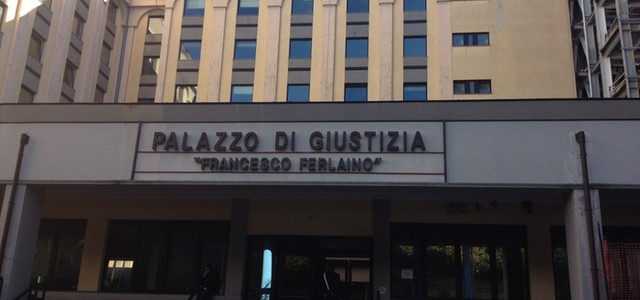 PALAZZO DI GIUSTIZIA
"FRANCESCO FERLAINO"